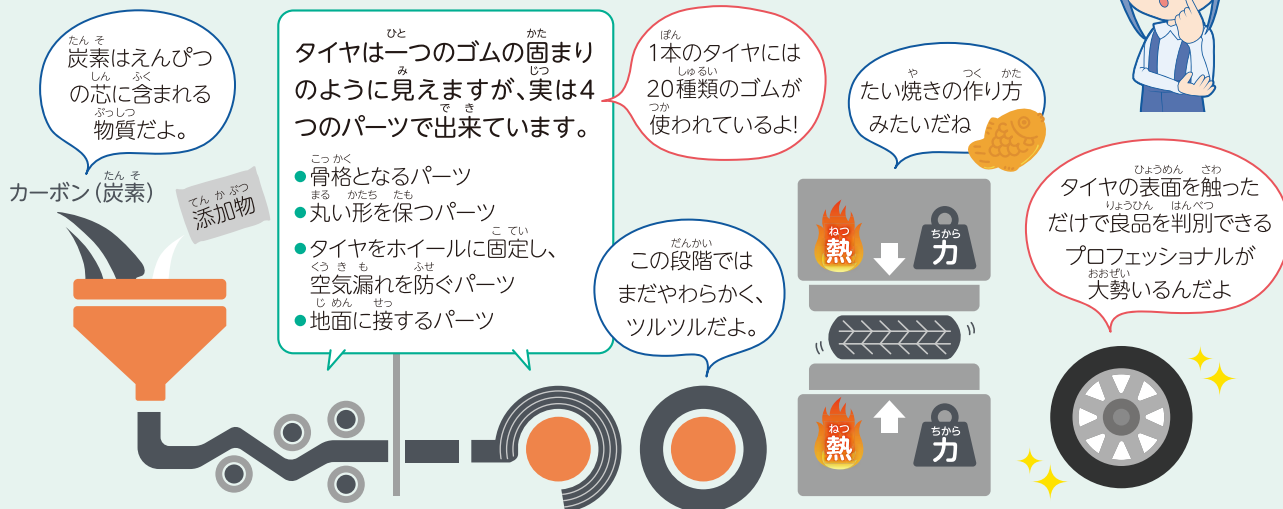 炭素はえんぴつ
の芯に含まれる
物質だよ。
カーボン(炭素)
添加物
タイヤは一つのゴムの固まり
のように見えますが、実は4
つのパーツで出来ています。
●骨格となるパーツ
●丸い形を保つパーツ
●タイヤをホイールに固定し、
空気漏れを防ぐパーツ
●地面に接するパーツ
1本のタイヤには
20種類のゴムが
使われているよ!
この段階では
まだやわらかく、
ツルツルだよ。
たい焼きの作り方
みたいだね
熱
力
熱
力
タイヤの表面を触った
だけで良品を判別できる
プロフェッショナルが
大勢いるんだよ